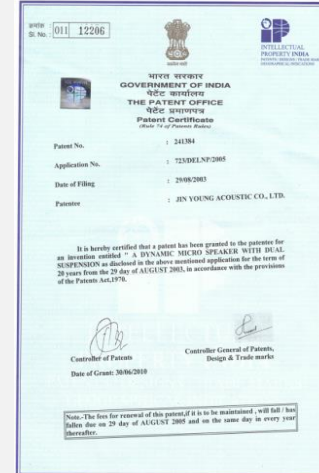 क्रमांक
Sl. No. : 011 12206
INTELLECTUAL
PROPERTY INDIA
भारत सरकार
GOVERNMENT OF INDIA
पेटेंट कार्यालय
THE PATENT OFFICE
पेटेंट प्रमाणपत्र
Patent Certificate
(Rule 74 of Patents Rules)
Patent No. : 241384
Application No. : 723/DELNP/2005
Date of Filing : 29/08/2003
Patentee : JIN YOUNG ACOUSTIC CO., LTD.
It is hereby certified that a patent has been granted to the patentee for
an invention entitled " A DYNAMIC MICRO SPEAKER WITH DUAL
SUSPENSION as disclosed in the above mentioned application for the term of
20 years from the 29 day of AUGUST 2003, in accordance with the provisions
of the Patents Act,1970.
Controller of Patents
Controller General of Patents,
Design & Trade marks
Date of Grant: 30/06/2010
Note.-The fees for renewal of this patent,if it is to be maintained , will fall / has
fallen due on 29 day of AUGUST 2005 and on the same day in every year
thereafter.